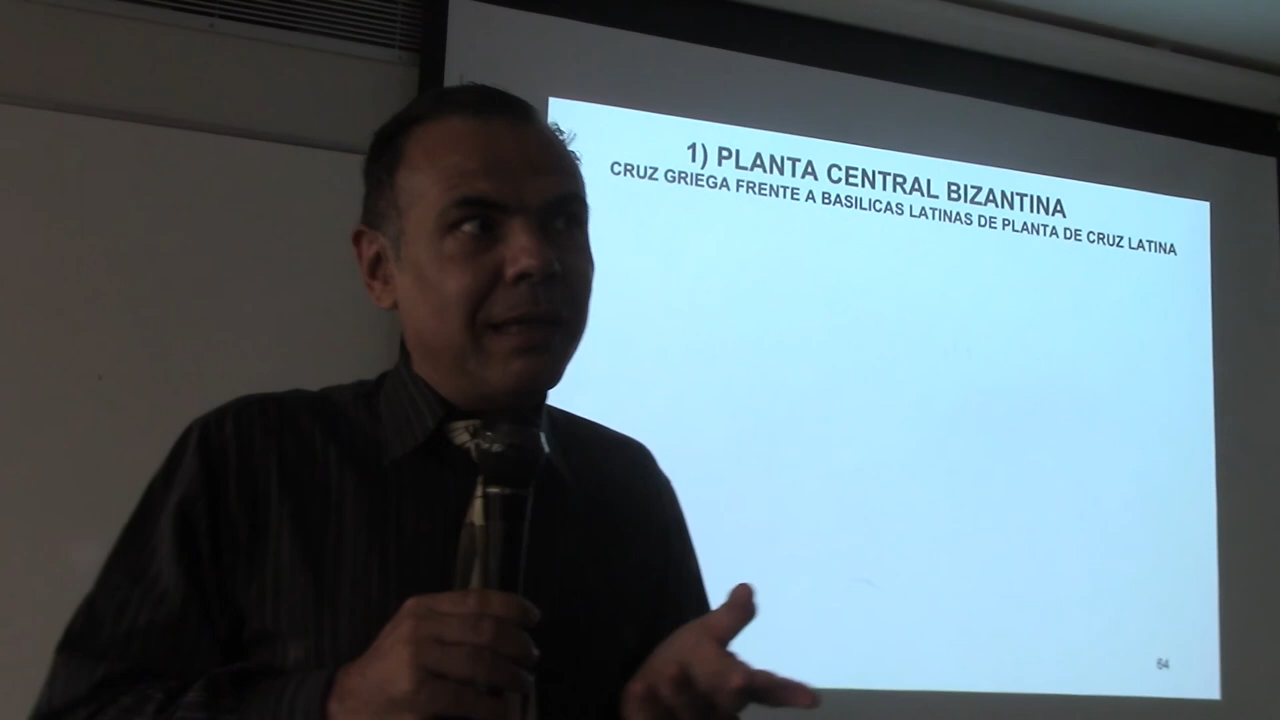 1) PLANTA CENTRAL BIZANTINA
CRUZ GRIEGA FRENTE A BASILICAS LATINAS DE PLANTA DE CRUZ LATINA
64